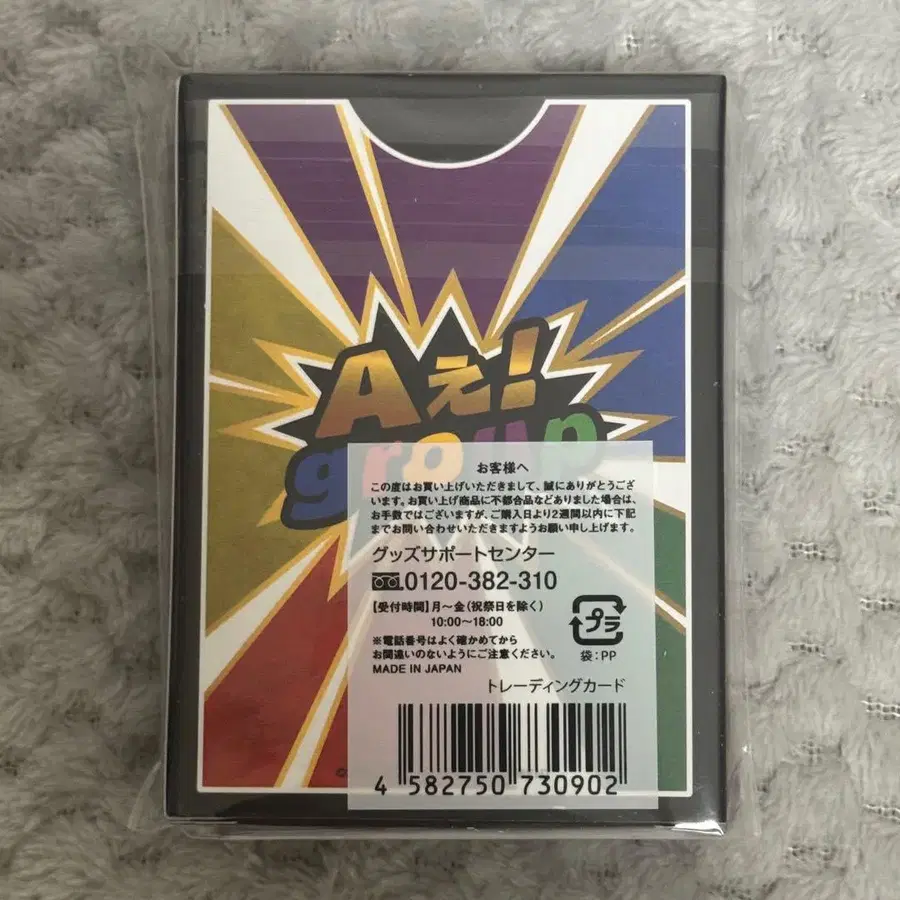 Aぇ!
group
お客様へ
この度はお買い上げいただきまして、誠にありがとうござ
います。お買い上げ商品に不都合品などありました場合は、
お手数ではございますが、ご購入日より2週間以内に下記
までお問い合わせいただきますようお願い申し上げます。
グッズサポートセンター
0120-382-310
【受付時間】月〜金(祝祭日を除く)
10:00〜18:00
※電話番号はよく確かめてから
お間違いのないようにご注意ください。
MADE IN JAPAN
プラ
袋:PP
トレーディングカード
4 582750 730902